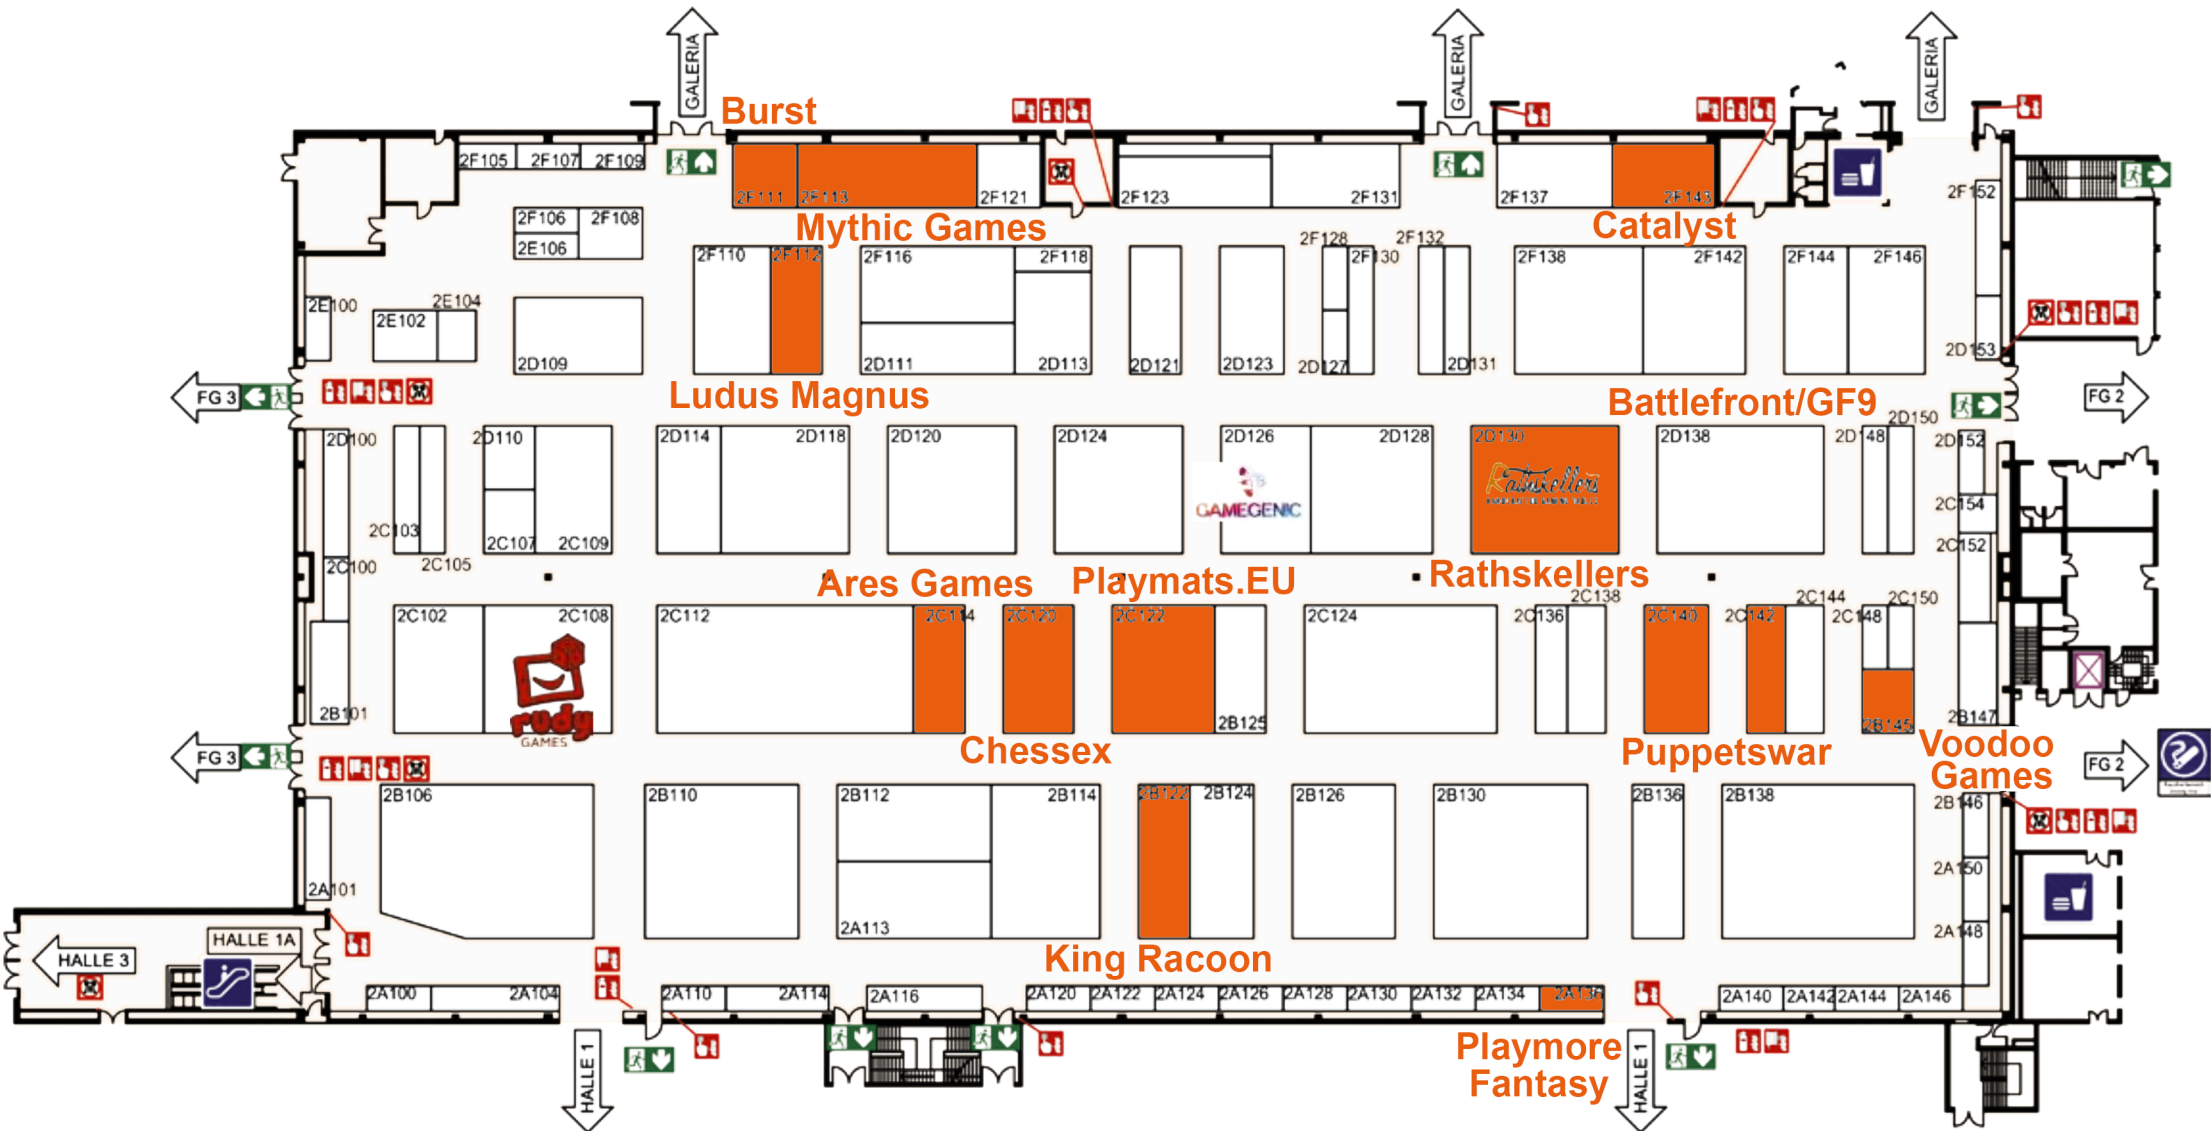 GALERIA
GALERIA
GALERIA
Burst
2F105
2F107
2F109
2F111
2F113
2F121
2F123
2F131
2F137
2F143
2F152
2F106
2F108
2E106
Mythic Games
Catalyst
2F110
2F112
2F116
2F118
2F128
2F130
2F132
2F138
2F142
2F144
2F146
2E100
2E104
2E102
2D109
2D111
2D113
2D121
2D123
2D127
2D131
2D153
FG 3
Ludus Magnus
Battlefront/GF9
FG 2
2D100
2D110
2D114
2D118
2D120
2D124
2D126
2D128
2D130
2D138
2D148
2D150
2D152
Rathskellers
GAMEGENIC
2C103
2C107
2C109
2C154
2C100
2C105
2C152
Ares Games
Playmats.EU
Rathskellers
2C102
2C108
2C112
2C114
2C120
2C122
2C124
2C136
2C138
2C140
2C142
2C144
2C148
2C150
rudy
GAMES
2B101
2B125
2B145
2B147
FG 3
Chessex
Puppetswar
Voodoo
Games
FG 2
2B106
2B110
2B112
2B114
2B122
2B124
2B126
2B130
2B136
2B138
2B146
2A101
2A113
2A150
2A148
HALLE 1A
HALLE 3
King Racoon
2A100
2A104
2A110
2A114
2A116
2A120
2A122
2A124
2A126
2A128
2A130
2A132
2A134
2A136
2A140
2A142
2A144
2A146
HALLE 1
Playmore
Fantasy
HALLE 1